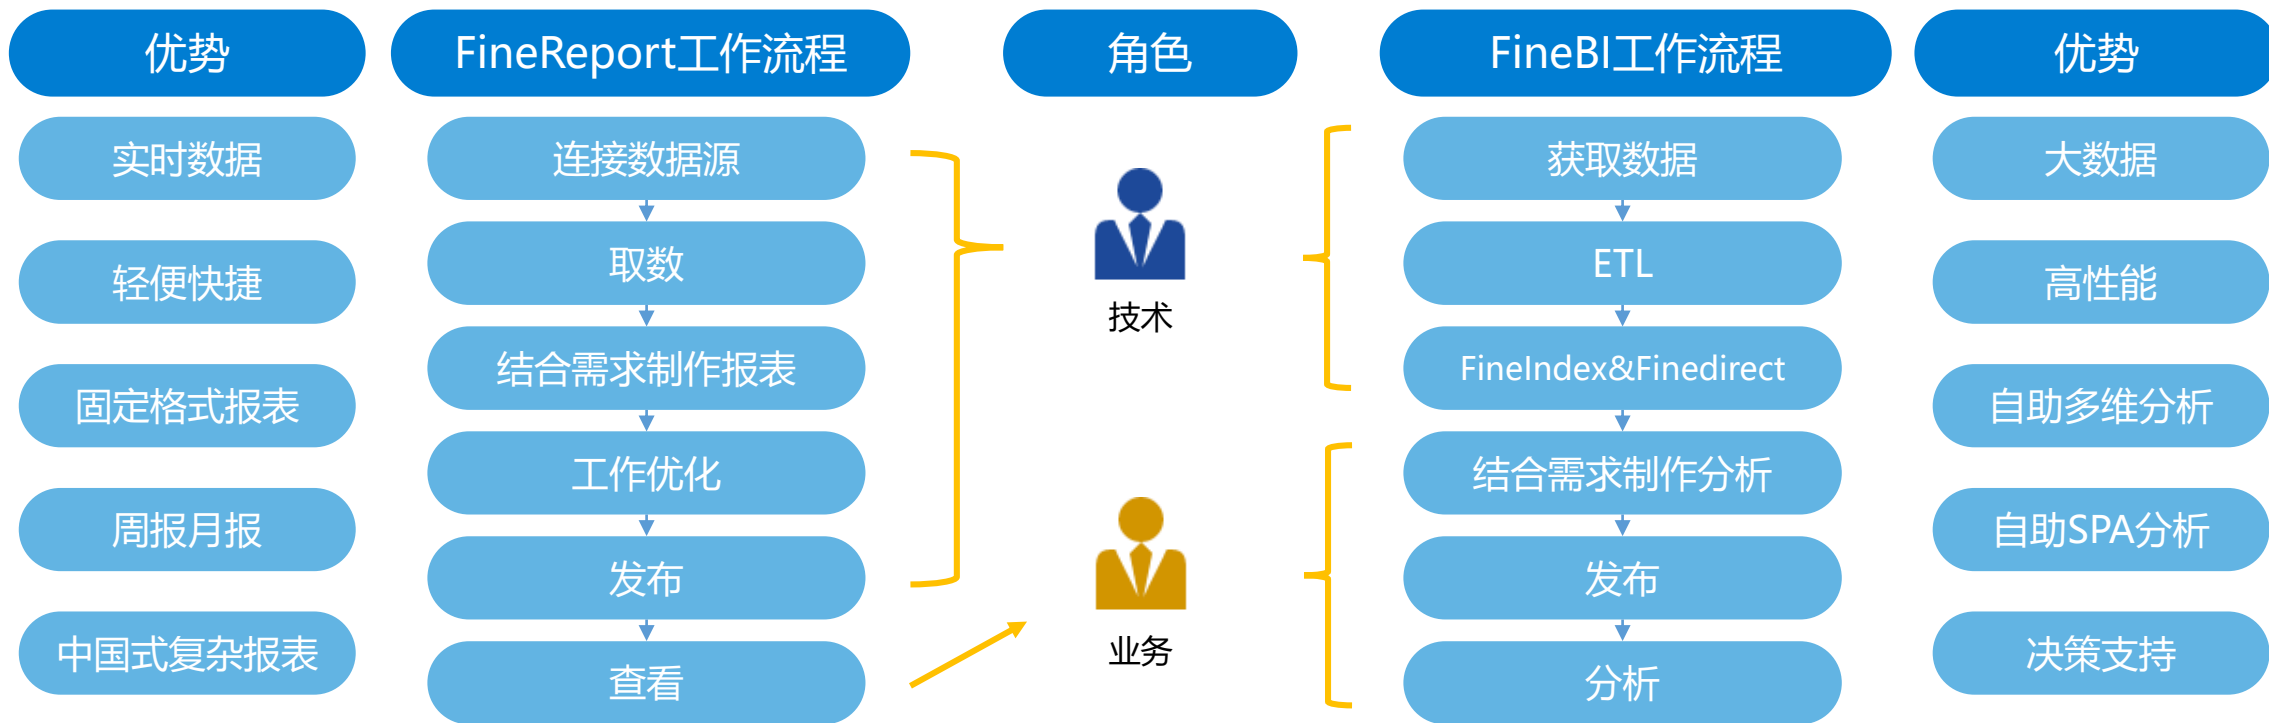 优势
FineReport工作流程
角色
FineBI工作流程
优势
实时数据
轻便快捷
固定格式报表
周报月报
中国式复杂报表
连接数据源
取数
结合需求制作报表
工作优化
发布
查看
技术
业务
获取数据
ETL
FineIndex&Finedirect
结合需求制作分析
发布
分析
大数据
高性能
自助多维分析
自助SPA分析
决策支持